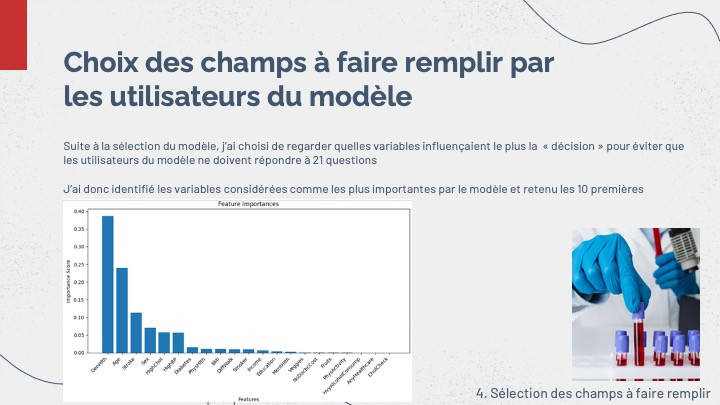 Choix des champs à faire remplir par
les utilisateurs du modèle
Suite à la sélection du modèle, j'ai choisi de regarder quelles variables influençaient le plus la « décision » pour éviter que
les utilisateurs du modèle ne doivent répondre à 21 questions
J'ai donc identifié les variables considérées comme les plus importantes par le modèle et retenu les 10 premières
Feature Importances
Importance Score
0.40
0.35
0.30
0.25
0.20
0.15
0.10
0.05
0.00
GenHlth
Age
Stroke
Sex
HighChol
HighBP
Diabetes
PhysHlth
BMI
DiffWalk
Smoker
Income
Education
MentHlth
Veggies
NoDocbcCost
Fruits
PhysActivity
HvyAlcoholConsump
AnyHealthcare
CholCheck
Features
4. Sélection des champs à faire remplir